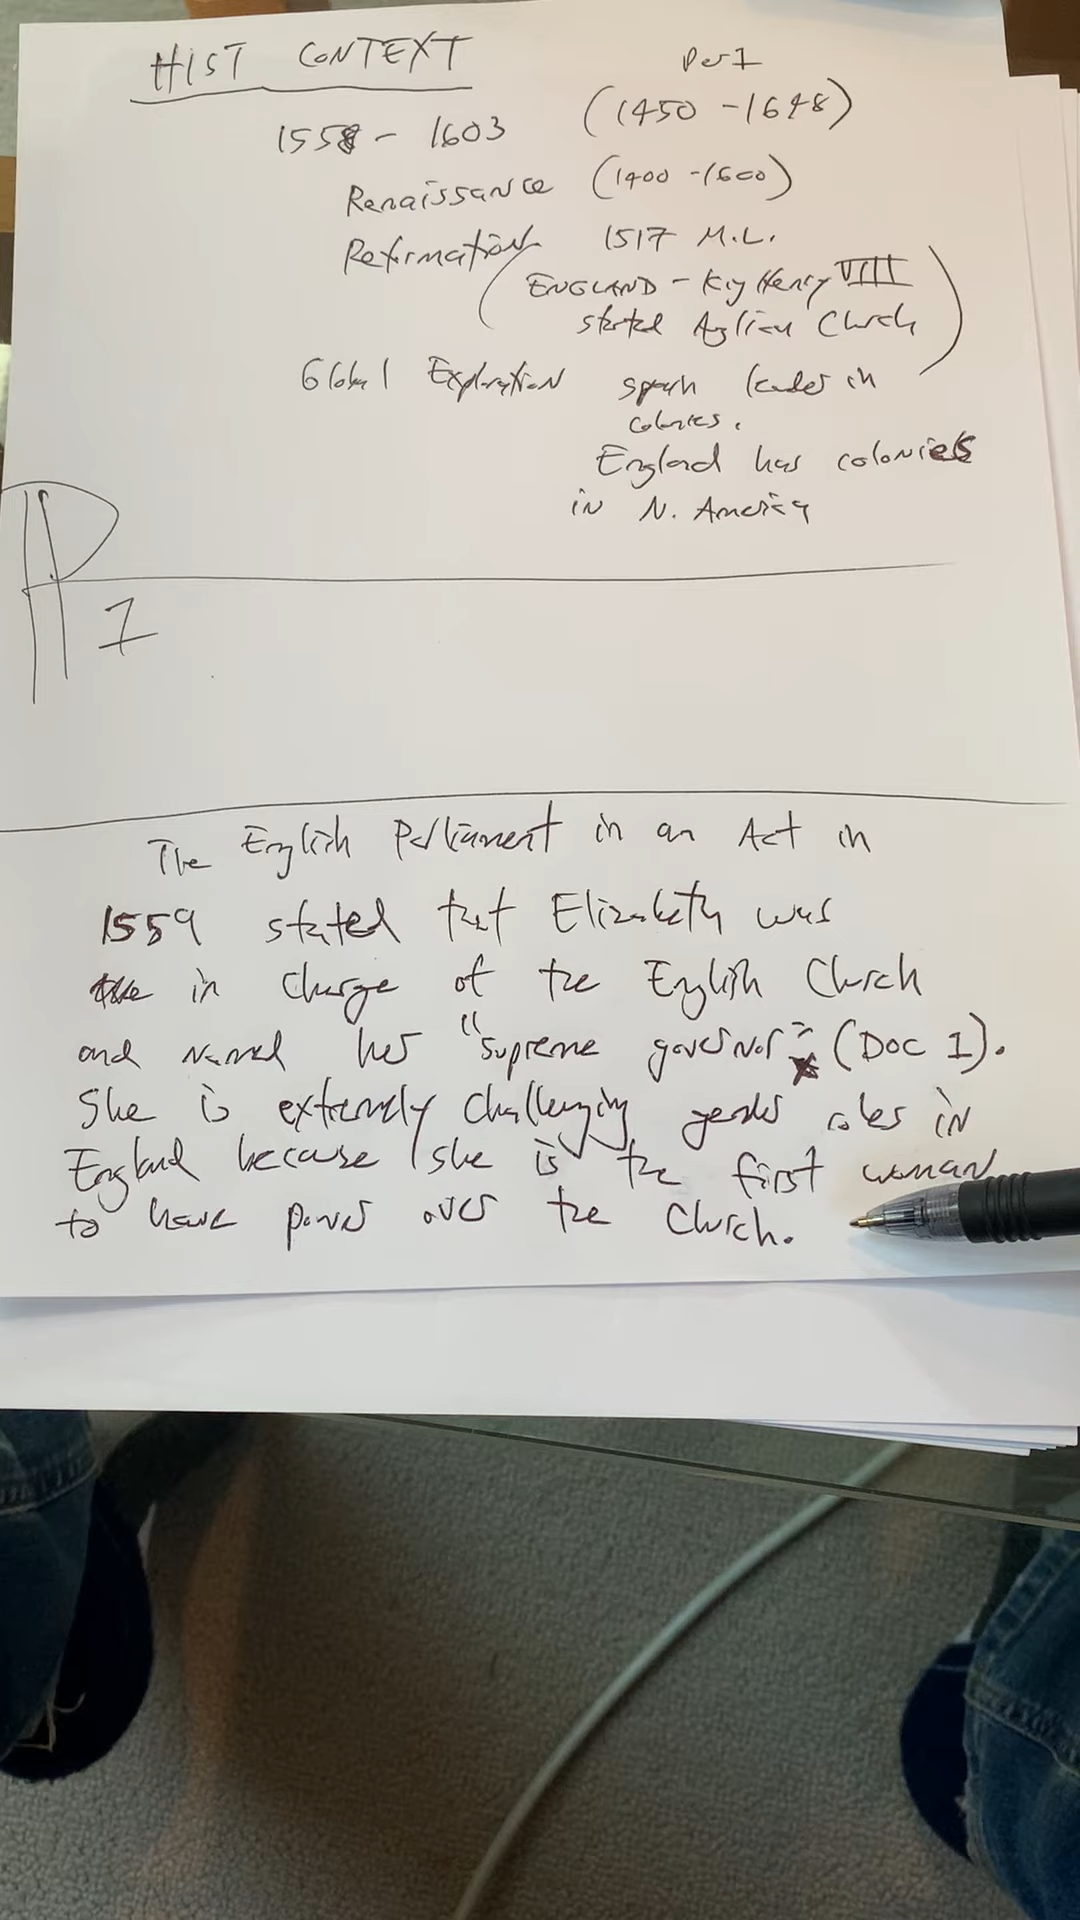 HIST CONTEXT
Per 1
1558 - 1603 (1450 - 1648)
Renaissance (1400 - 1600)
Reformation 1517 M.L.
(ENGLAND - King Henry VIII
started Anglican Church)
Global Exploration Spain leader in
colonies.
England has colonies
in N. America
1
The English Parliament in an Act in
1559 stated that Elizabeth was
in charge of the English Church
and named her "supreme governor" (Doc 1).
She is extremely challenging gender roles in
England because she is the first woman
to have power over the Church.